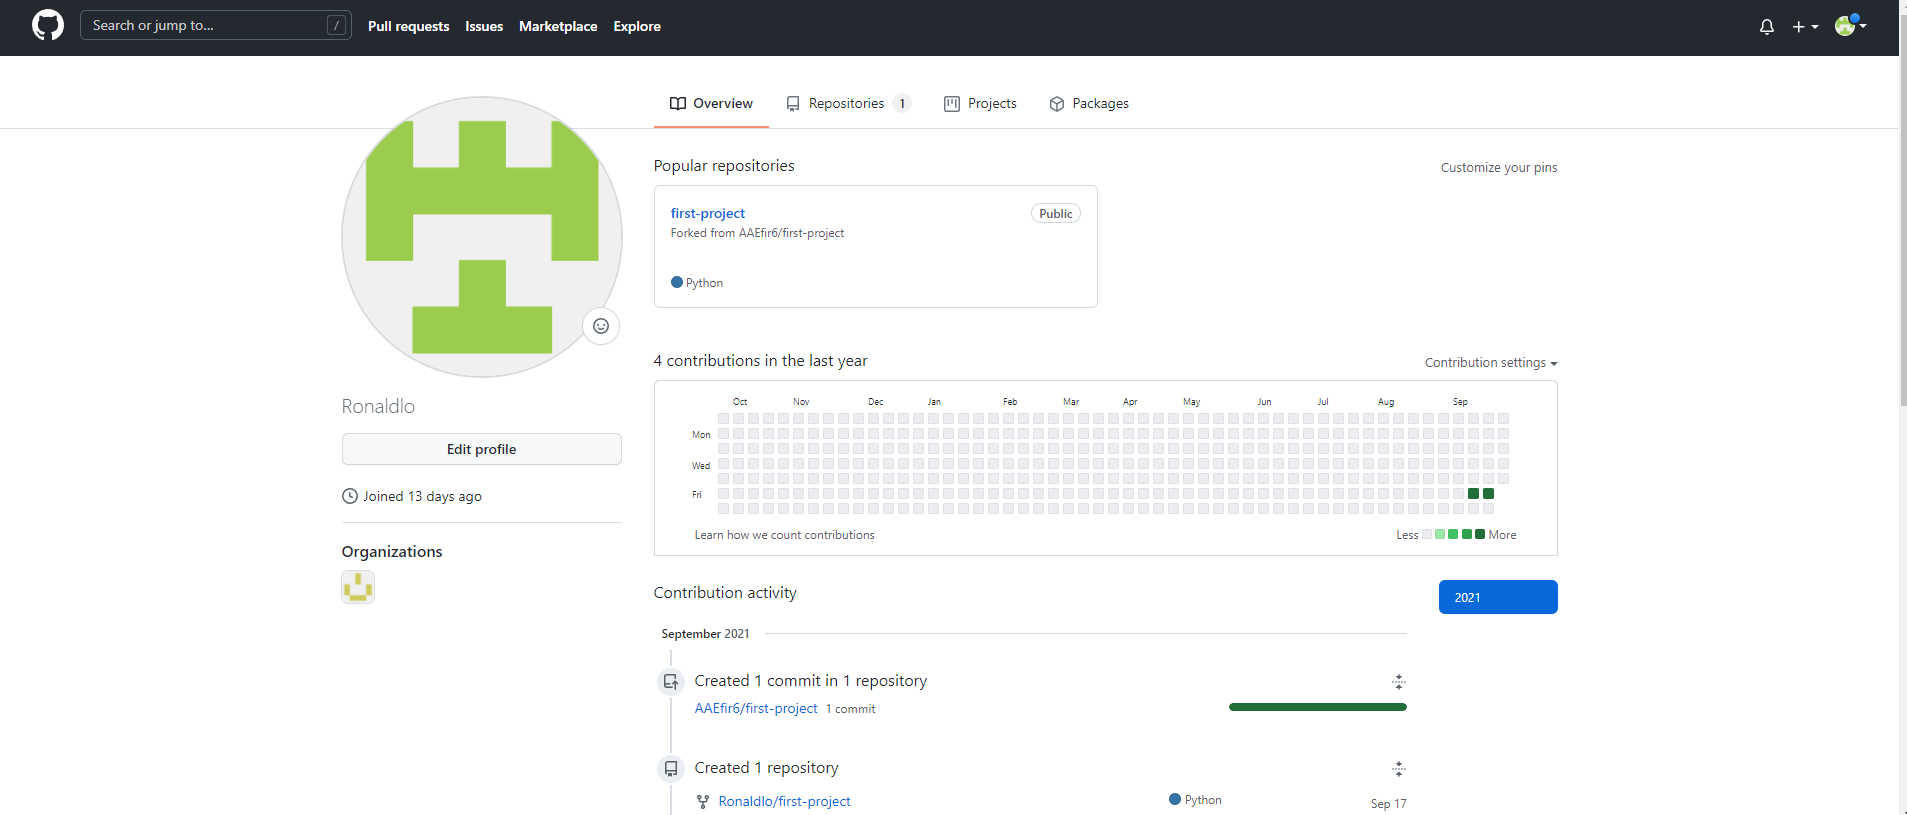 Search or jump to... /
Pull requests Issues Marketplace Explore
Overview Repositories 1 Projects Packages
Popular repositories
Customize your pins
first-project Public
Forked from AAEfir6/first-project
Python
4 contributions in the last year
Contribution settings
Oct Nov Dec Jan Feb Mar Apr May Jun Jul Aug Sep
Mon
Wed
Fri
Learn how we count contributions
Less More
Ronaldlo
Edit profile
Joined 13 days ago
Organizations
Contribution activity
2021
September 2021
Created 1 commit in 1 repository
AAEfir6/first-project 1 commit
Created 1 repository
Ronaldlo/first-project Python Sep 17